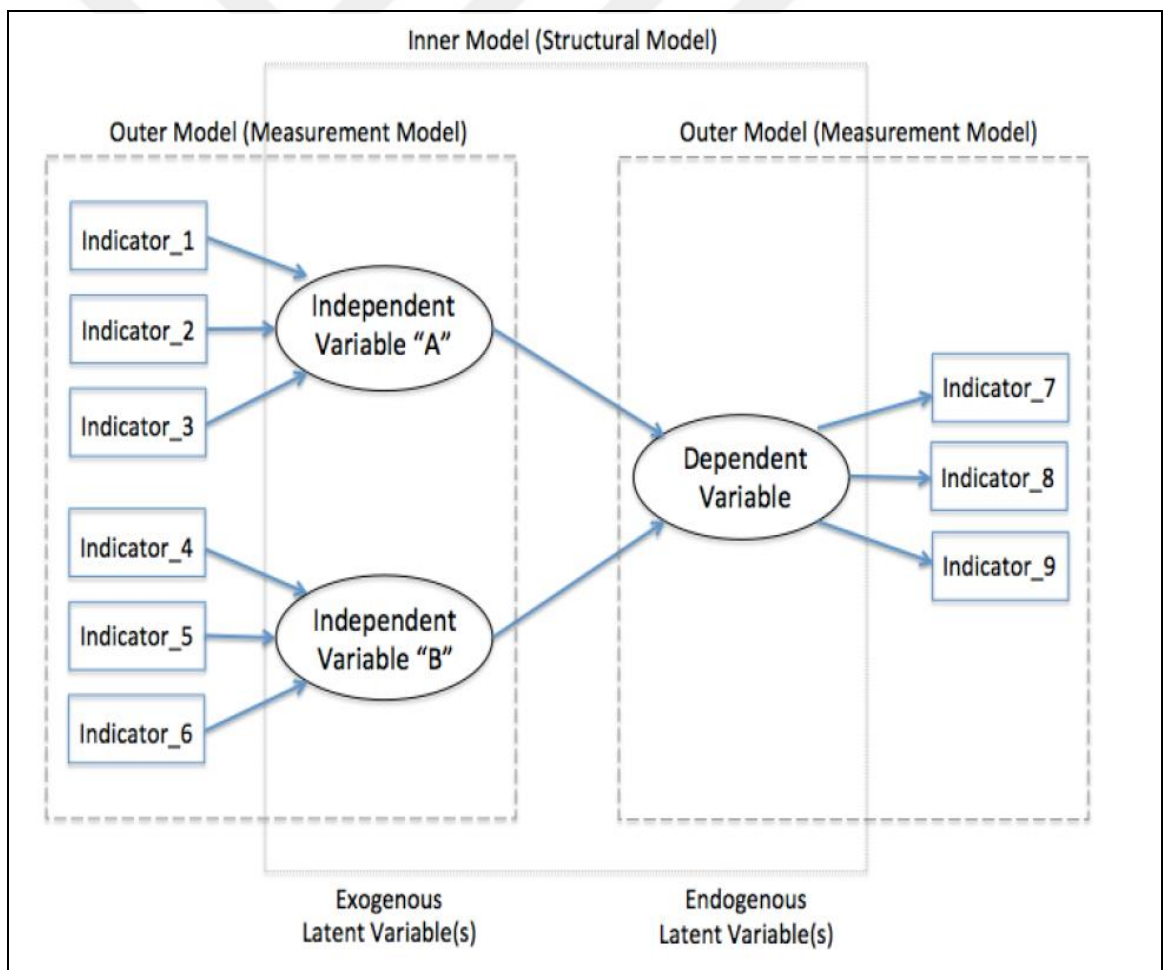 Inner Model (Structural Model)
Outer Model (Measurement Model)
Outer Model (Measurement Model)
Indicator_1
Indicator_2
Indicator_3
Independent
Variable “A”
Indicator_4
Indicator_5
Indicator_6
Independent
Variable “B”
Dependent
Variable
Indicator_7
Indicator_8
Indicator_9
Exogenous
Latent Variable(s)
Endogenous
Latent Variable(s)